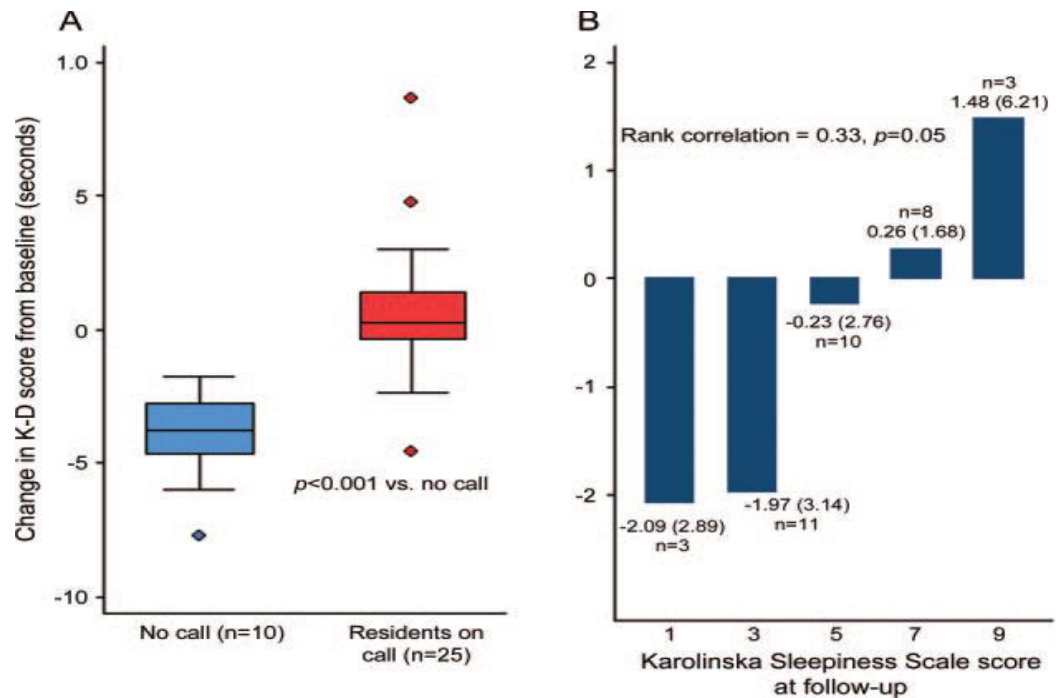 A
Change in K-D score from baseline (seconds)
1.0
5
0
-5
-10
p<0.001 vs. no call
No call (n=10)
Residents on
call (n=25)
B
2
1
0
-1
-2
Rank correlation = 0.33, p=0.05
n=3
1.48 (6.21)
n=8
0.26 (1.68)
-0.23 (2.76)
n=10
-1.97 (3.14)
n=11
-2.09 (2.89)
n=3
1 3 5 7 9
Karolinska Sleepiness Scale score
at follow-up